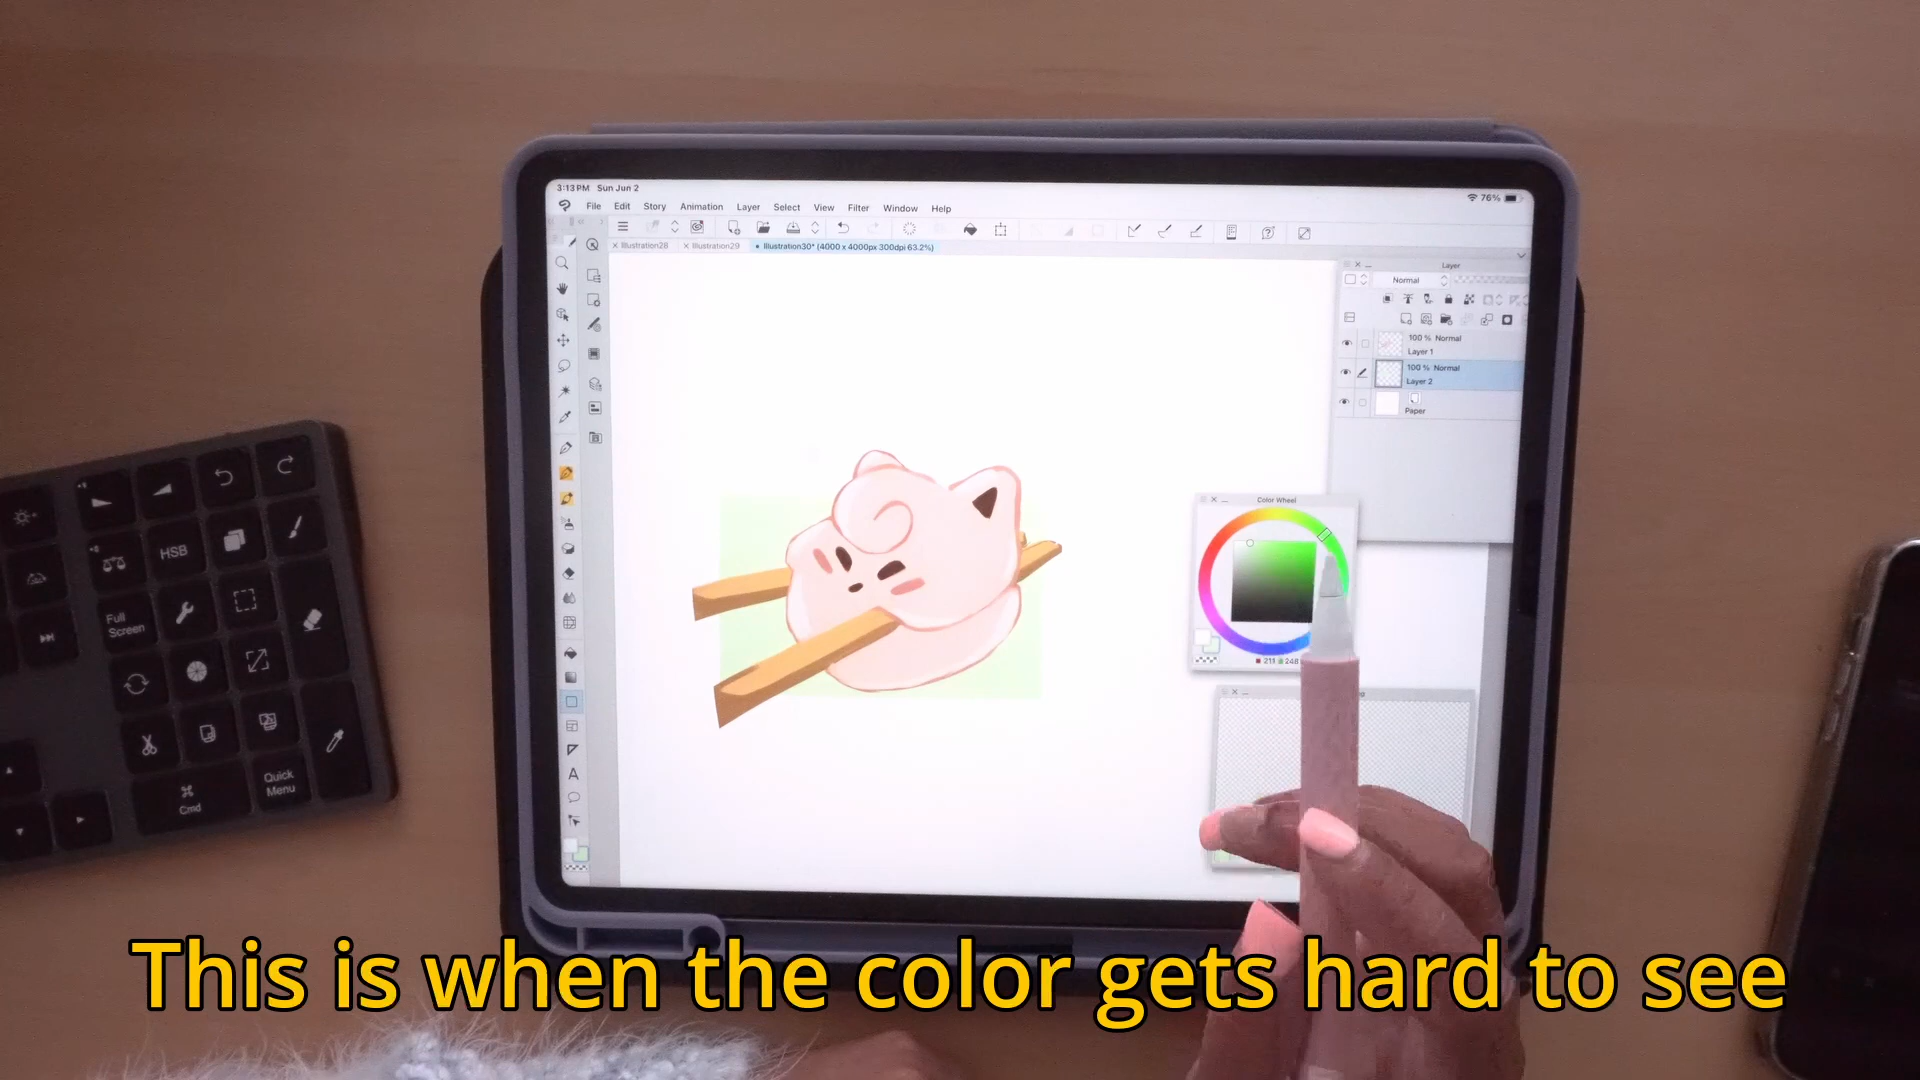 3:13 PM Sun Jun 2
76%
File Edit Story Animation Layer Select View Filter Window Help
Illustration28 Illustration29 Illustration30* (4000 x 4000px 300dpi 63.2%)
Layer
Normal
100 % Normal
Layer 1
100 % Normal
Layer 2
Paper
Color Wheel
211 248
HSB
Full
Screen
Quick
Menu
Cmd
This is when the color gets hard to see